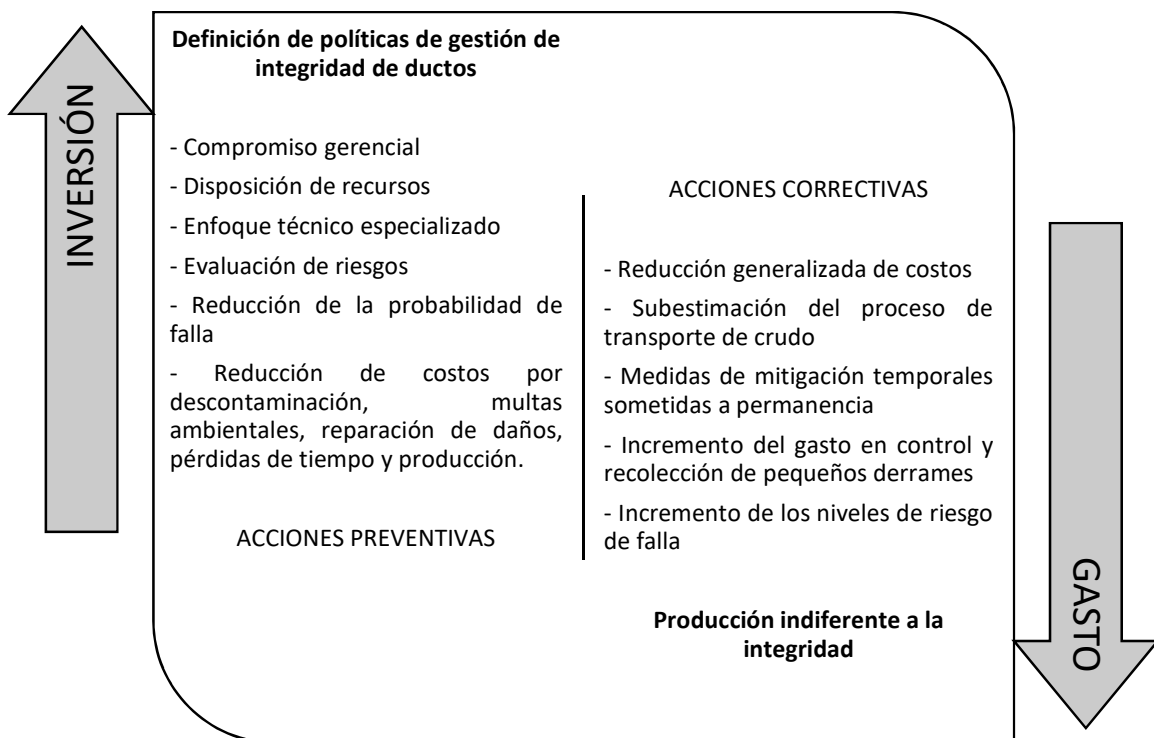 INVERSIÓN
Definición de políticas de gestión de
integridad de ductos
- Compromiso gerencial
- Disposición de recursos
- Enfoque técnico especializado
- Evaluación de riesgos
- Reducción de la probabilidad de
falla
- Reducción de costos por
descontaminación, multas
ambientales, reparación de daños,
pérdidas de tiempo y producción.
ACCIONES PREVENTIVAS
ACCIONES CORRECTIVAS
- Reducción generalizada de costos
- Subestimación del proceso de
transporte de crudo
- Medidas de mitigación temporales
sometidas a permanencia
- Incremento del gasto en control y
recolección de pequeños derrames
- Incremento de los niveles de riesgo
de falla
Producción indiferente a la
integridad
GASTO